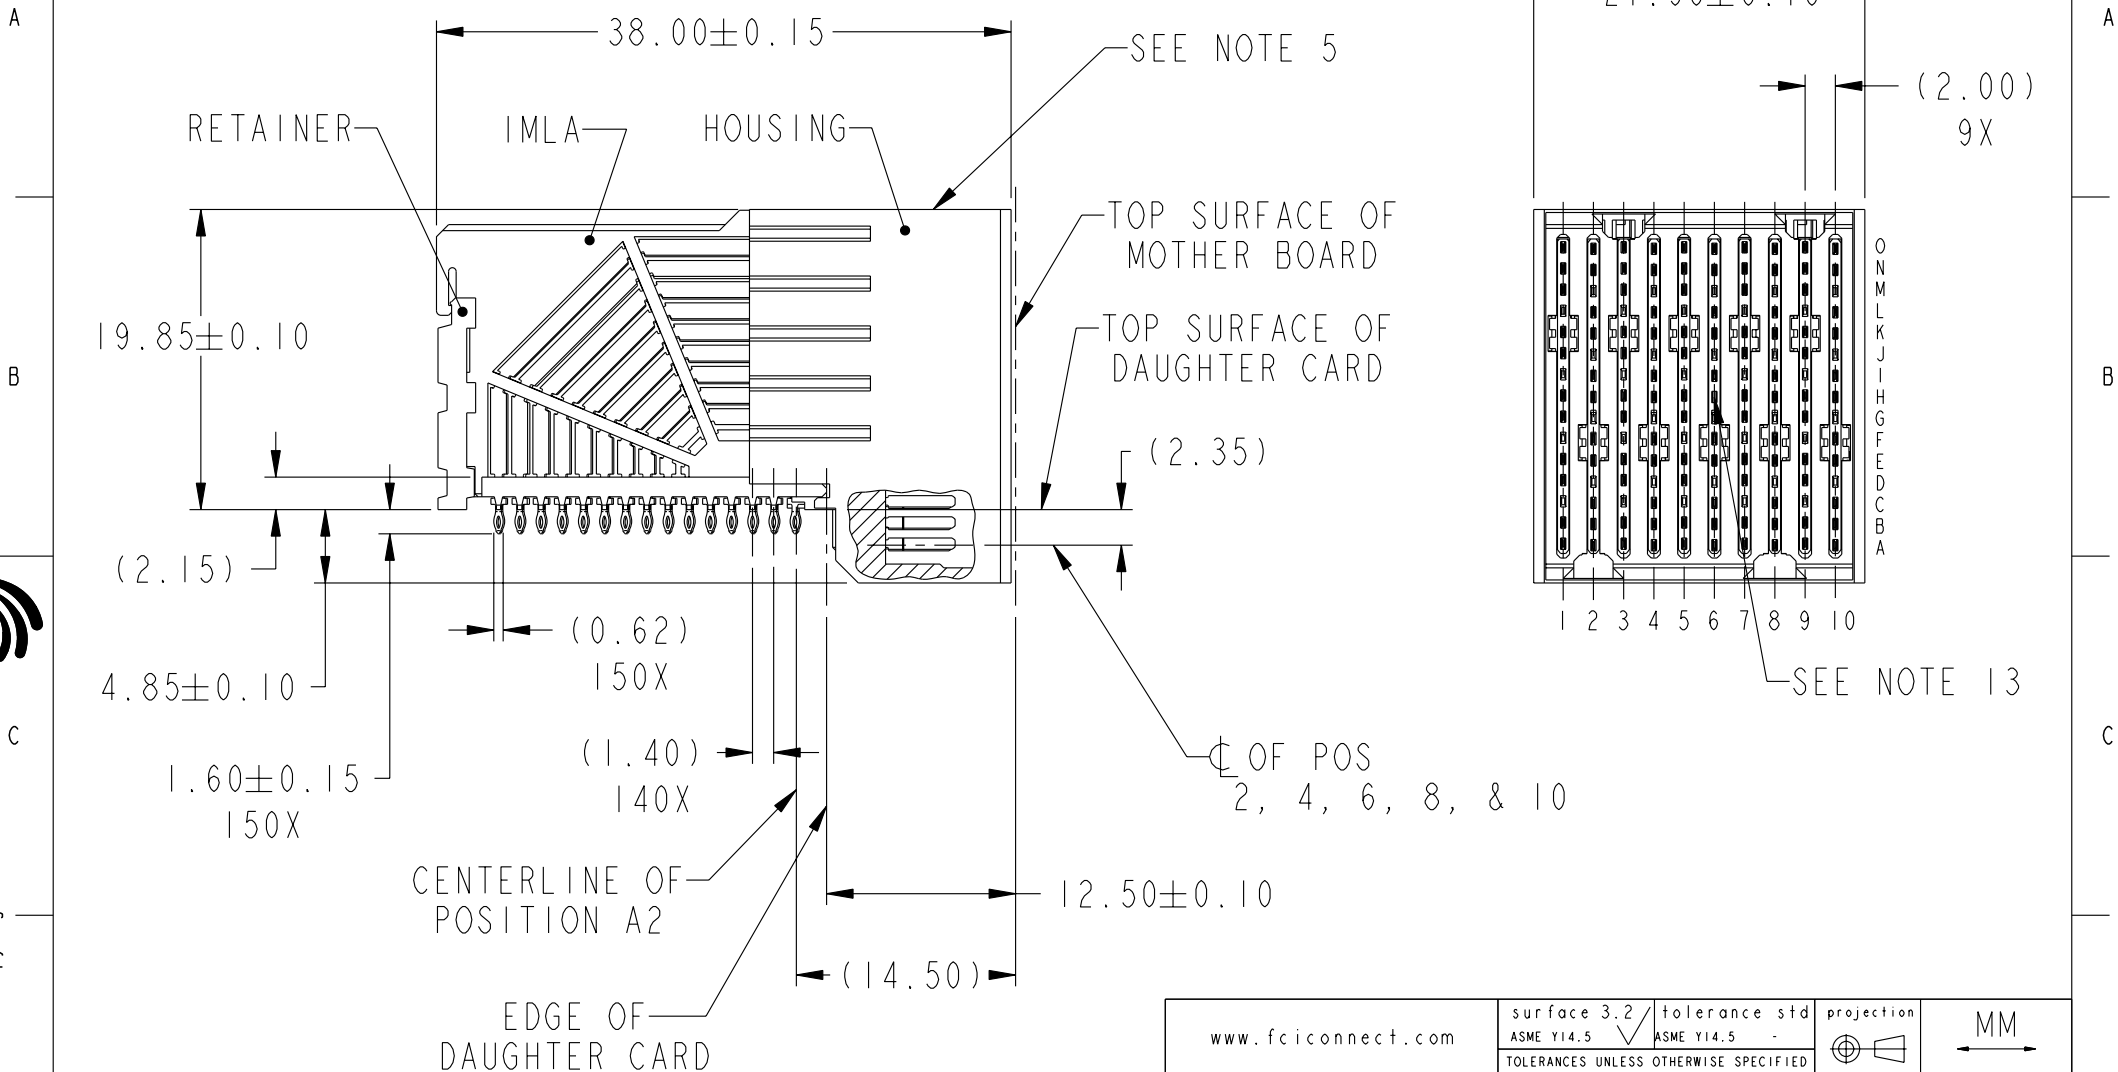 A
A
38.00±0.15
SEE NOTE 5
(2.00)
9X
RETAINER
IMLA
HOUSING
TOP SURFACE OF
MOTHER BOARD
TOP SURFACE OF
DAUGHTER CARD
19.85±0.10
B
B
(2.35)
O
N
M
L
K
J
I
H
G
F
E
D
C
B
A
1 2 3 4 5 6 7 8 9 10
(2.15)
(0.62)
150X
4.85±0.10
SEE NOTE 13
C
C
(1.40)
140X
1.60±0.15
150X
℄ OF POS
2, 4, 6, 8, & 10
CENTERLINE OF
POSITION A2
12.50±0.10
(14.50)
EDGE OF
DAUGHTER CARD
www.fciconnect.com
surface 3.2
ASME Y14.5
tolerance std
ASME Y14.5 -
projection
MM
TOLERANCES UNLESS OTHERWISE SPECIFIED